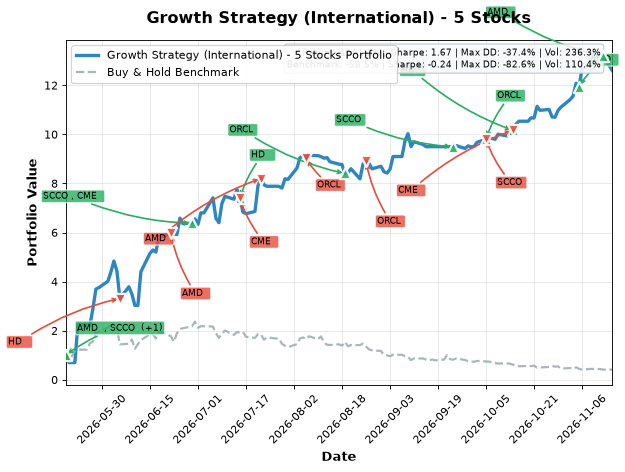 Growth Strategy (International) - 5 Stocks
AMD
Growth Strategy (International) - 5 Stocks Portfolio
Buy & Hold Benchmark
Sharpe: 1.67 | Max DD: -37.4% | Vol: 236.3%
Sharpe: -0.24 | Max DD: -82.6% | Vol: 110.4%
ORCL
SCCO
ORCL
HD
SCCO , CME
CME
SCCO
ORCL
ORCL
AMD
CME
AMD
AMD , SCCO (+1)
HD
Portfolio Value
0
2
4
6
8
10
12
2026-05-30
2026-06-15
2026-07-01
2026-07-17
2026-08-02
2026-08-18
2026-09-03
2026-09-19
2026-10-05
2026-10-21
2026-11-06
Date